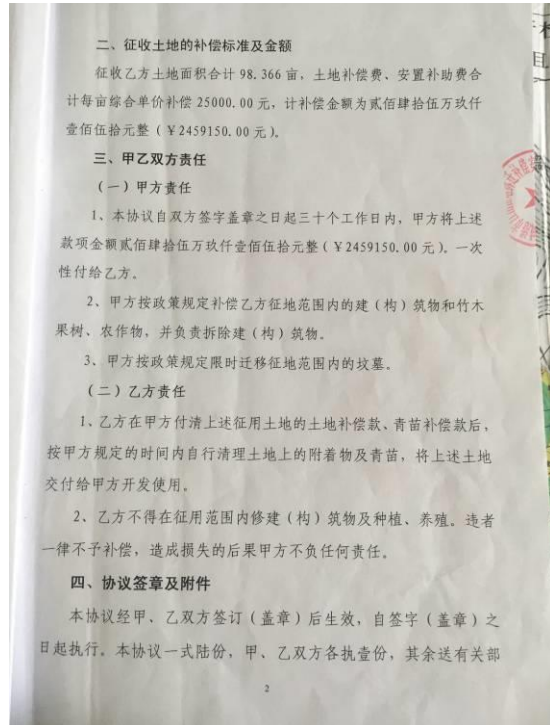 二、征收土地的补偿标准及金额
征收乙方土地面积合计 98.366 亩，土地补偿费、安置补助费合
计每亩综合单价补偿 25000.00 元，计补偿金额为贰佰肆拾伍万玖仟
壹佰伍拾元整（￥2459150.00 元）。
三、甲乙双方责任
（一）甲方责任
1、本协议自双方签字盖章之日起三十个工作日内，甲方将上述
款项金额贰佰肆拾伍万玖仟壹佰伍拾元整（￥2459150.00 元）。一次
性付给乙方。
2、甲方按政策规定补偿乙方征地范围内的建（构）筑物和竹木
果树、农作物，并负责拆除建（构）筑物。
3、甲方按政策规定限时迁移征地范围内的坟墓。
（二）乙方责任
1、乙方在甲方付清上述征用土地的土地补偿款、青苗补偿款后，
按甲方规定的时间内自行清理土地上的附着物及青苗，将上述土地
交付给甲方开发使用。
2、乙方不得在征用范围内修建（构）筑物及种植、养殖。违者
一律不予补偿，造成损失的后果甲方不负任何责任。
四、协议签章及附件
本协议经甲、乙双方签订（盖章）后生效，自签字（盖章）之
日起执行。本协议一式陆份，甲、乙双方各执壹份，其余送有关部
2